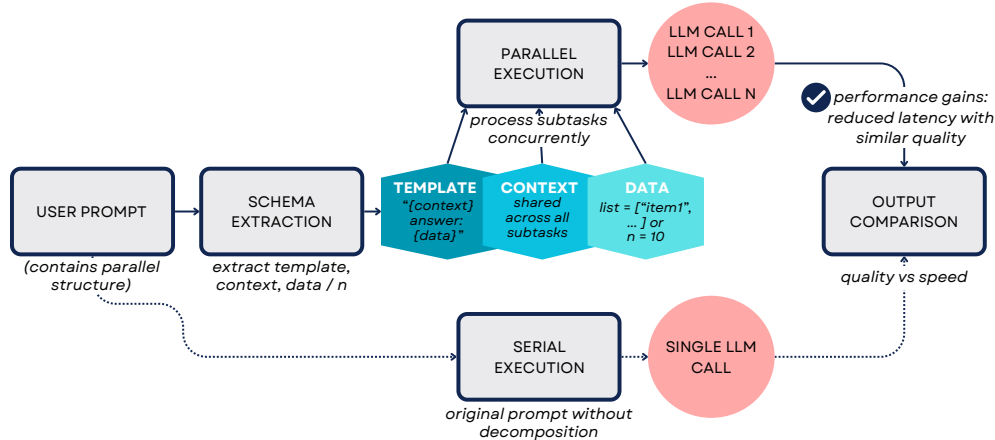 PARALLEL
EXECUTION
process subtasks
concurrently
LLM CALL 1
LLM CALL 2
...
LLM CALL N
performance gains:
reduced latency with
similar quality
USER PROMPT
(contains parallel
structure)
SCHEMA
EXTRACTION
extract template,
context, data / n
TEMPLATE
“{context}
answer:
{data}”
CONTEXT
shared
across all
subtasks
DATA
list = [“item1”,
... ] or
n = 10
OUTPUT
COMPARISON
quality vs speed
SERIAL
EXECUTION
original prompt without
decomposition
SINGLE LLM
CALL